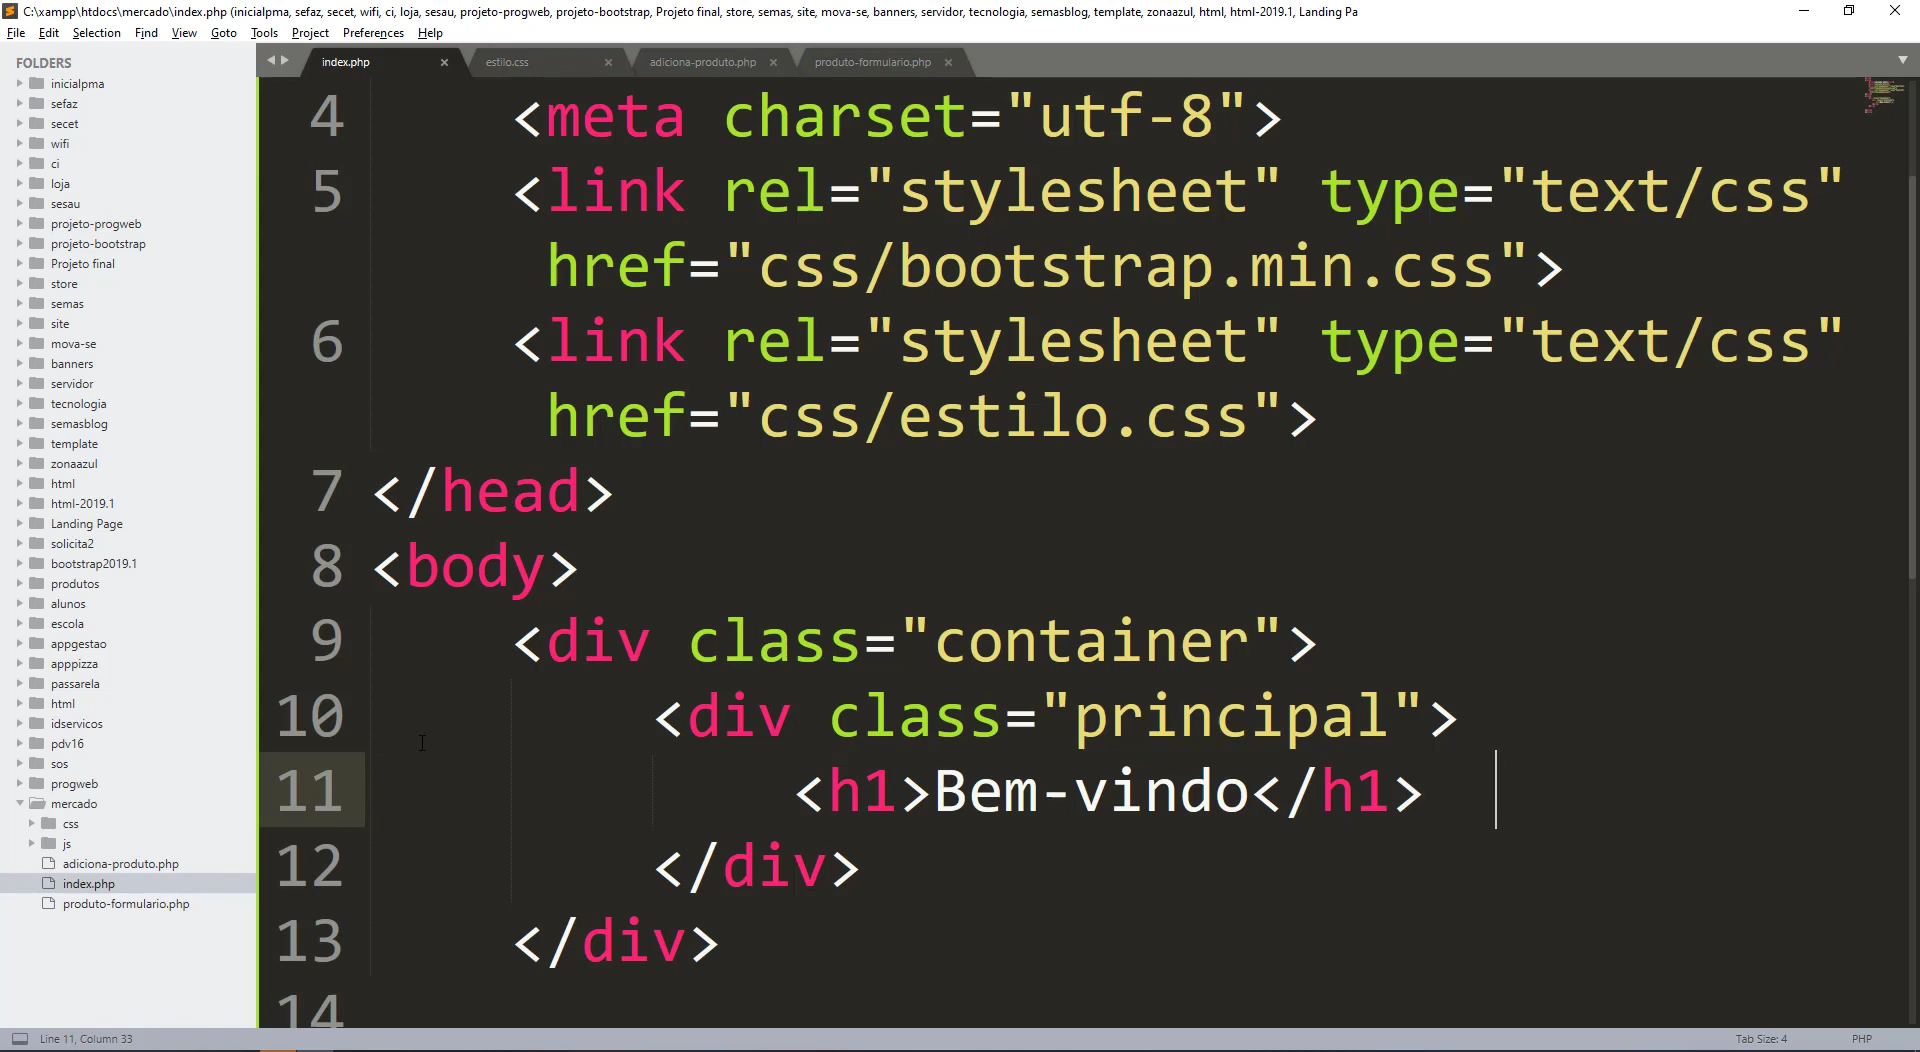 C:\xampp\htdocs\mercado\index.php (inicialpma, sefaz, secet, wifi, ci, loja, sesau, projeto-progweb, projeto-bootstrap, Projeto final, store, semas, site, mova-se, banners, servidor, tecnologia, semasblog, template, zonaazul, html, html-2019.1, Landing Pa
File Edit Selection Find View Goto Tools Project Preferences Help
FOLDERS
inicialpma
sefaz
secet
wifi
ci
loja
sesau
projeto-progweb
projeto-bootstrap
Projeto final
store
semas
site
mova-se
banners
servidor
tecnologia
semasblog
template
zonaazul
html
html-2019.1
Landing Page
solicita2
bootstrap2019.1
produtos
alunos
escola
appgestao
apppizza
passarela
html
idservicos
pdv16
sos
progweb
mercado
css
js
adiciona-produto.php
index.php
produto-formulario.php
index.php estilo.css adiciona-produto.php produto-formulario.php
4 <meta charset="utf-8">
5 <link rel="stylesheet" type="text/css"
href="css/bootstrap.min.css">
6 <link rel="stylesheet" type="text/css"
href="css/estilo.css">
7 </head>
8 <body>
9 <div class="container">
10 <div class="principal">
11 <h1>Bem-vindo</h1>
12 </div>
13 </div>
14
Line 11, Column 33 Tab Size: 4 PHP